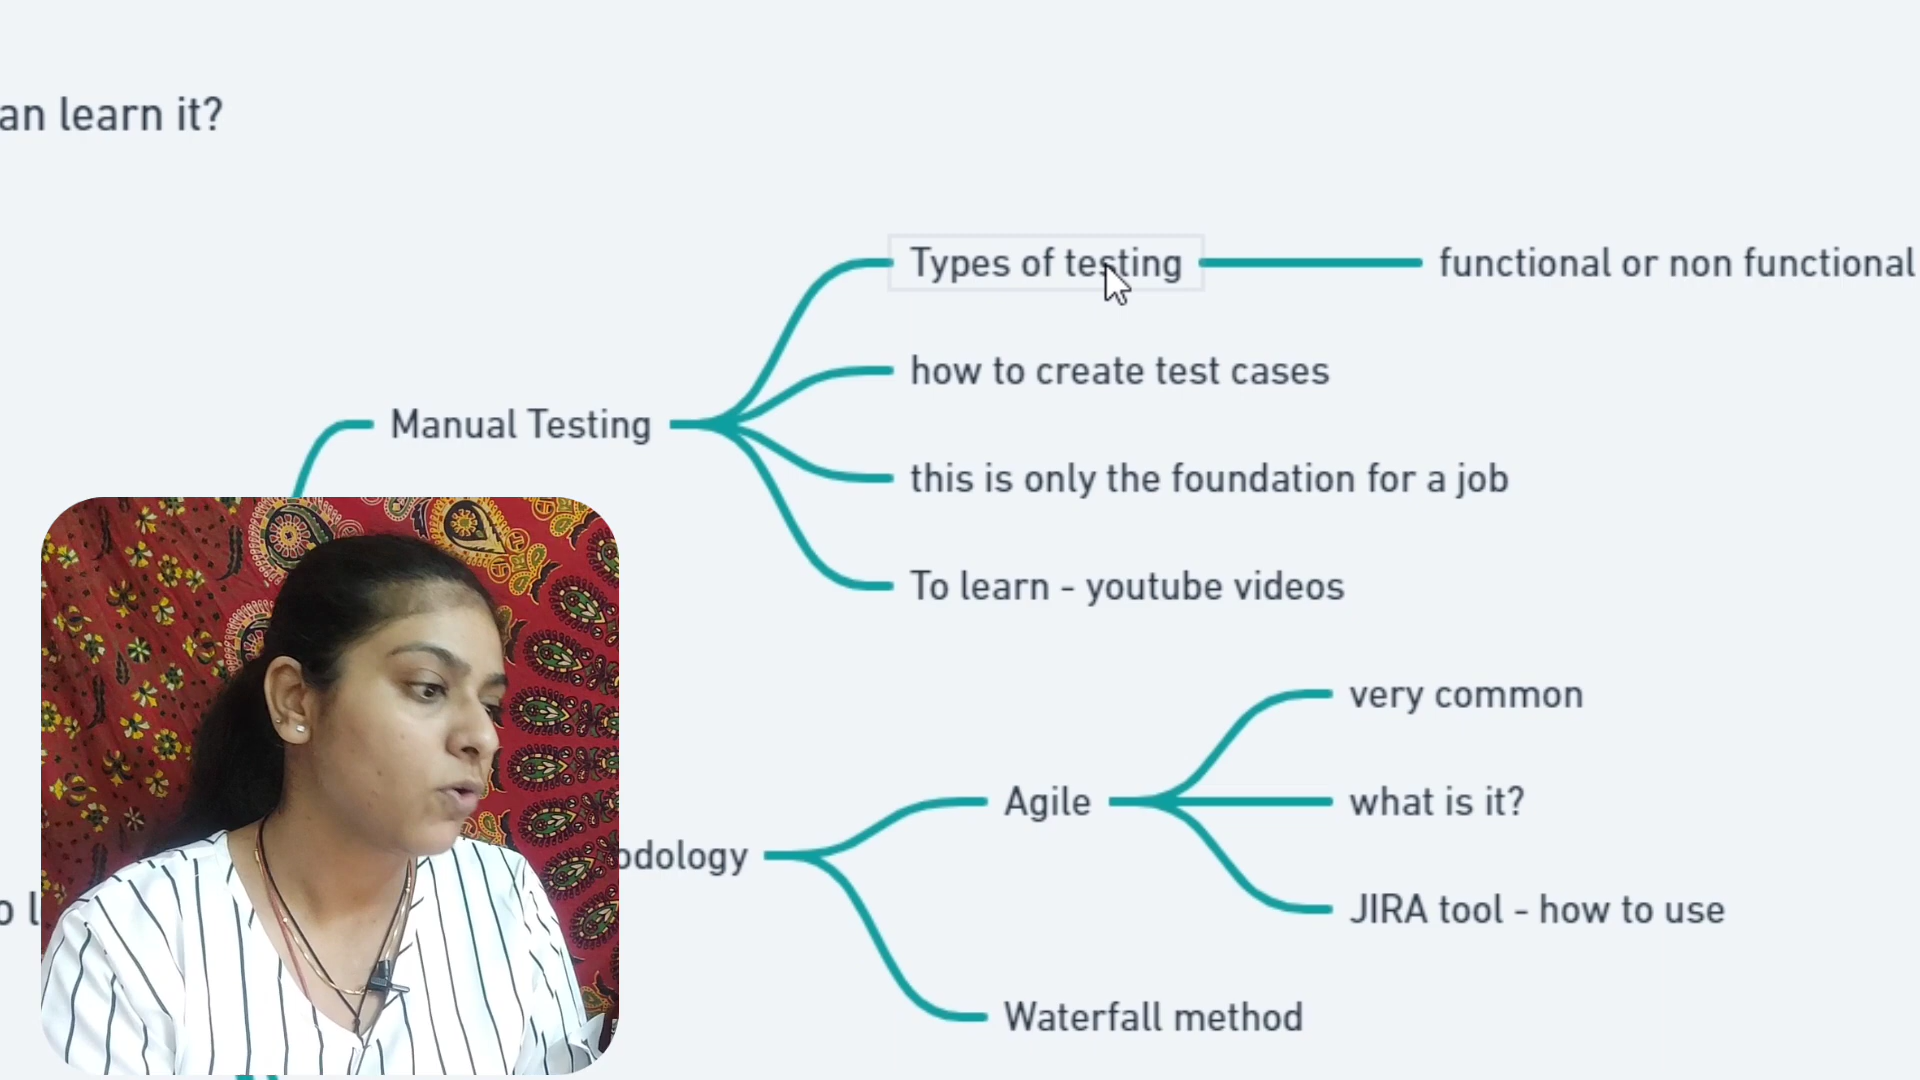 an learn it?
Types of testing
functional or non functional
how to create test cases
Manual Testing
this is only the foundation for a job
To learn - youtube videos
very common
Agile
what is it?
odology
JIRA tool - how to use
o l
Waterfall method